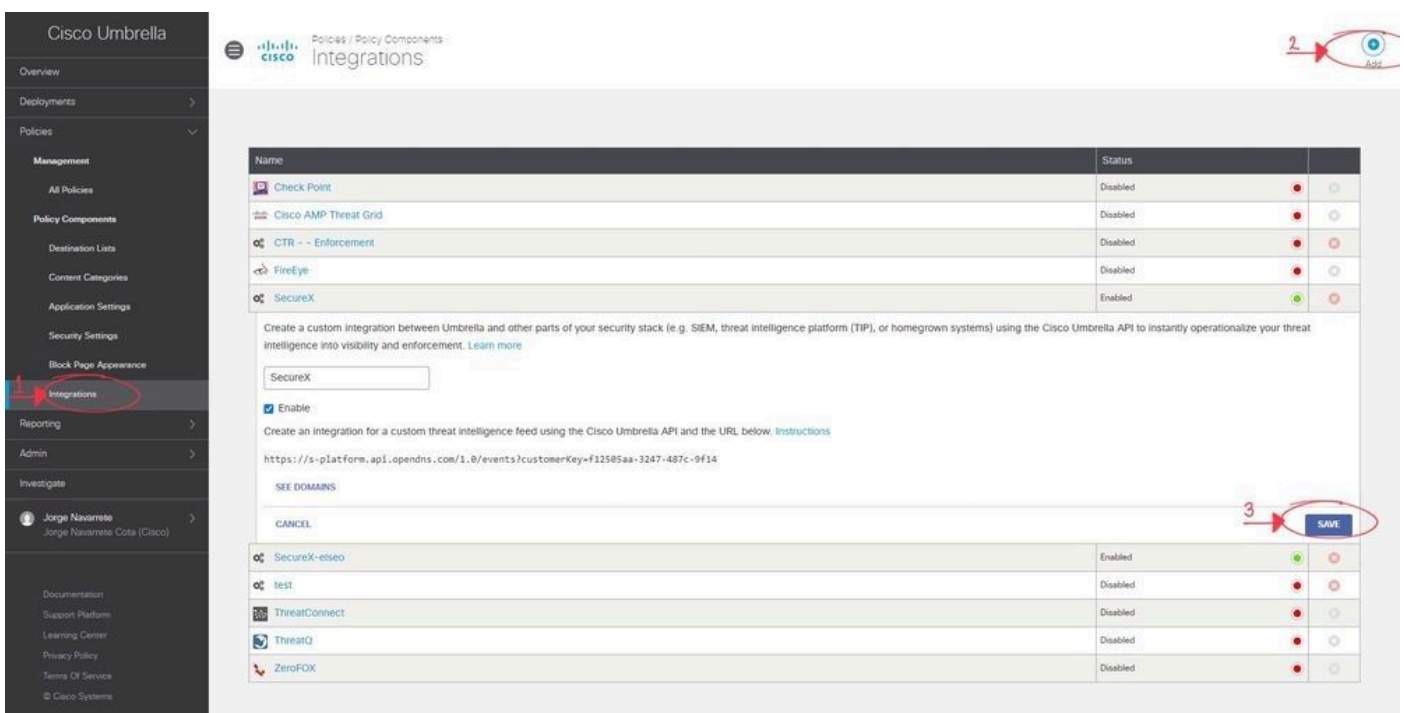 Cisco Umbrella
Overview
Deployments
Policies
Management
All Policies
Policy Components
Destination Lists
Content Categories
Application Settings
Security Settings
Block Page Appearance
1
Integrations
Reporting
Admin
Investigate
Jorge Navarrete
Jorge Navarrete Cota (Cisco)
Documentation
Support Platform
Learning Center
Privacy Policy
Terms Of Service
© Cisco Systems
CISCO
Policies / Policy Components
Integrations
2
Add
Name Status
Check Point Disabled
Cisco AMP Threat Grid Disabled
CTR - - Enforcement Disabled
FireEye Disabled
SecureX Enabled
Create a custom integration between Umbrella and other parts of your security stack (e.g. SIEM, threat intelligence platform (TIP), or homegrown systems) using the Cisco Umbrella API to instantly operationalize your threat
intelligence into visibility and enforcement. Learn more
SecureX
Enable
Create an integration for a custom threat intelligence feed using the Cisco Umbrella API and the URL below. Instructions
https://s-platform.api.opendns.com/1.0/events?customerKey=f12505aa-3247-487c-9f14
SEE DOMAINS
CANCEL
3
SAVE
SecureX-elseo Enabled
test Disabled
ThreatConnect Disabled
ThreatQ Disabled
ZeroFOX Disabled